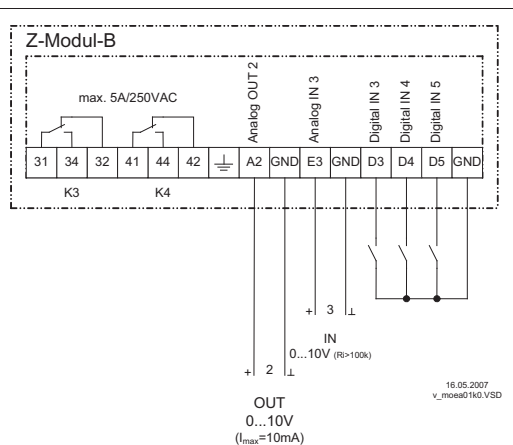 Z-Modul-B
max. 5A/250VAC
Analog OUT 2
Analog IN 3
Digital IN 3
Digital IN 4
Digital IN 5
31 34 32 41 44 42 A2 GND E3 GND D3 D4 D5 GND
K3 K4
+ 3 ⊥
IN
0...10V (Ri>100k)
+ 2 ⊥
OUT
0...10V
(Imax=10mA)
16.05.2007
v_moea01k0.VSD